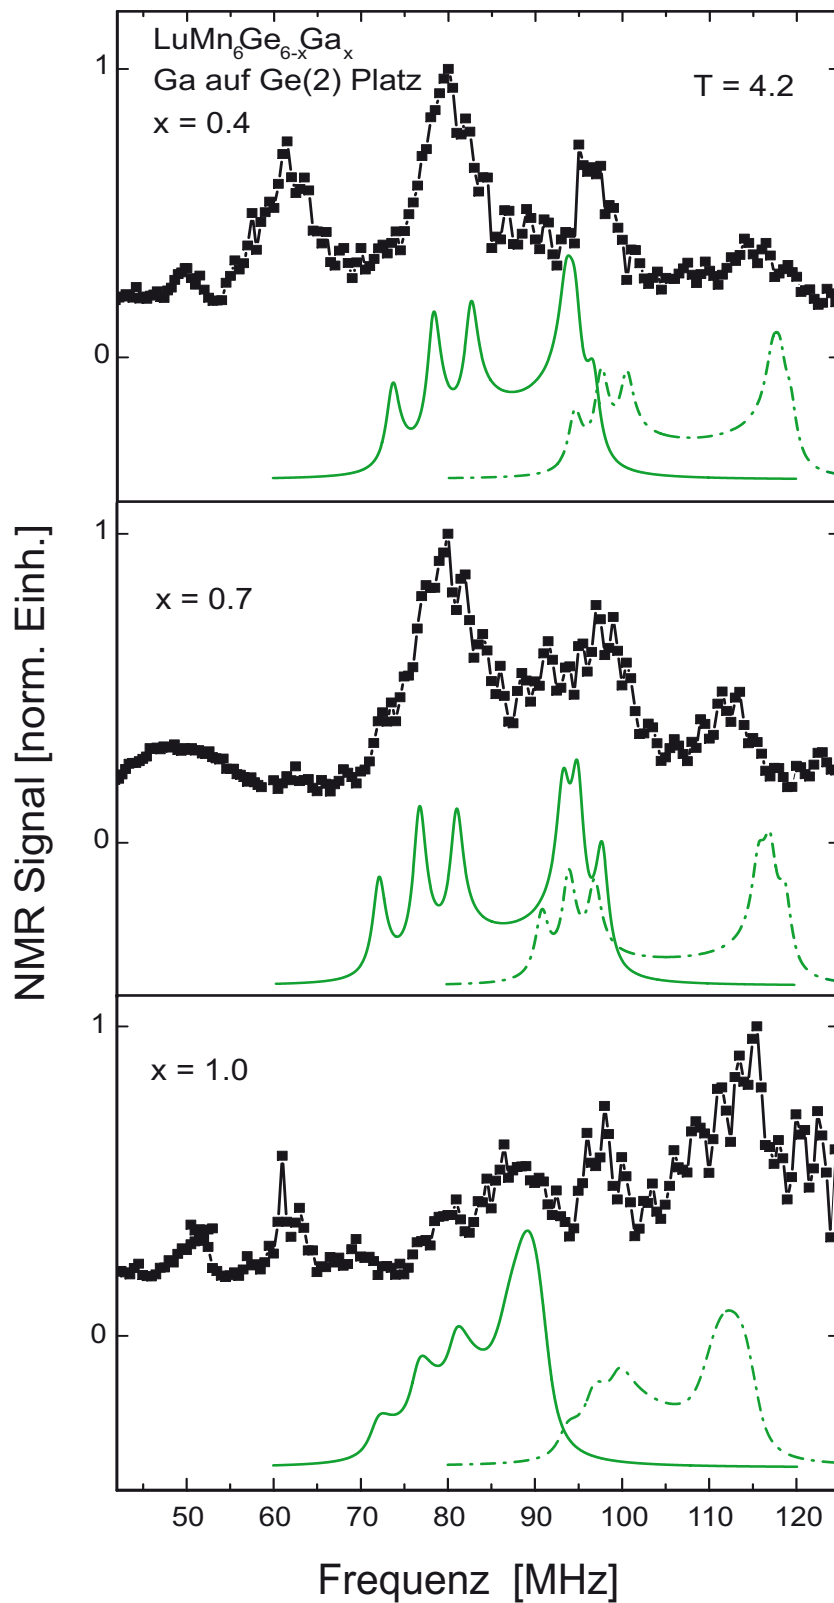 LuMn6Ge6-xGax
Ga auf Ge(2) Platz
T = 4.2
x = 0.4
1
0
x = 0.7
1
0
x = 1.0
1
0
NMR Signal [norm. Einh.]
50 60 70 80 90 100 110 120
Frequenz [MHz]